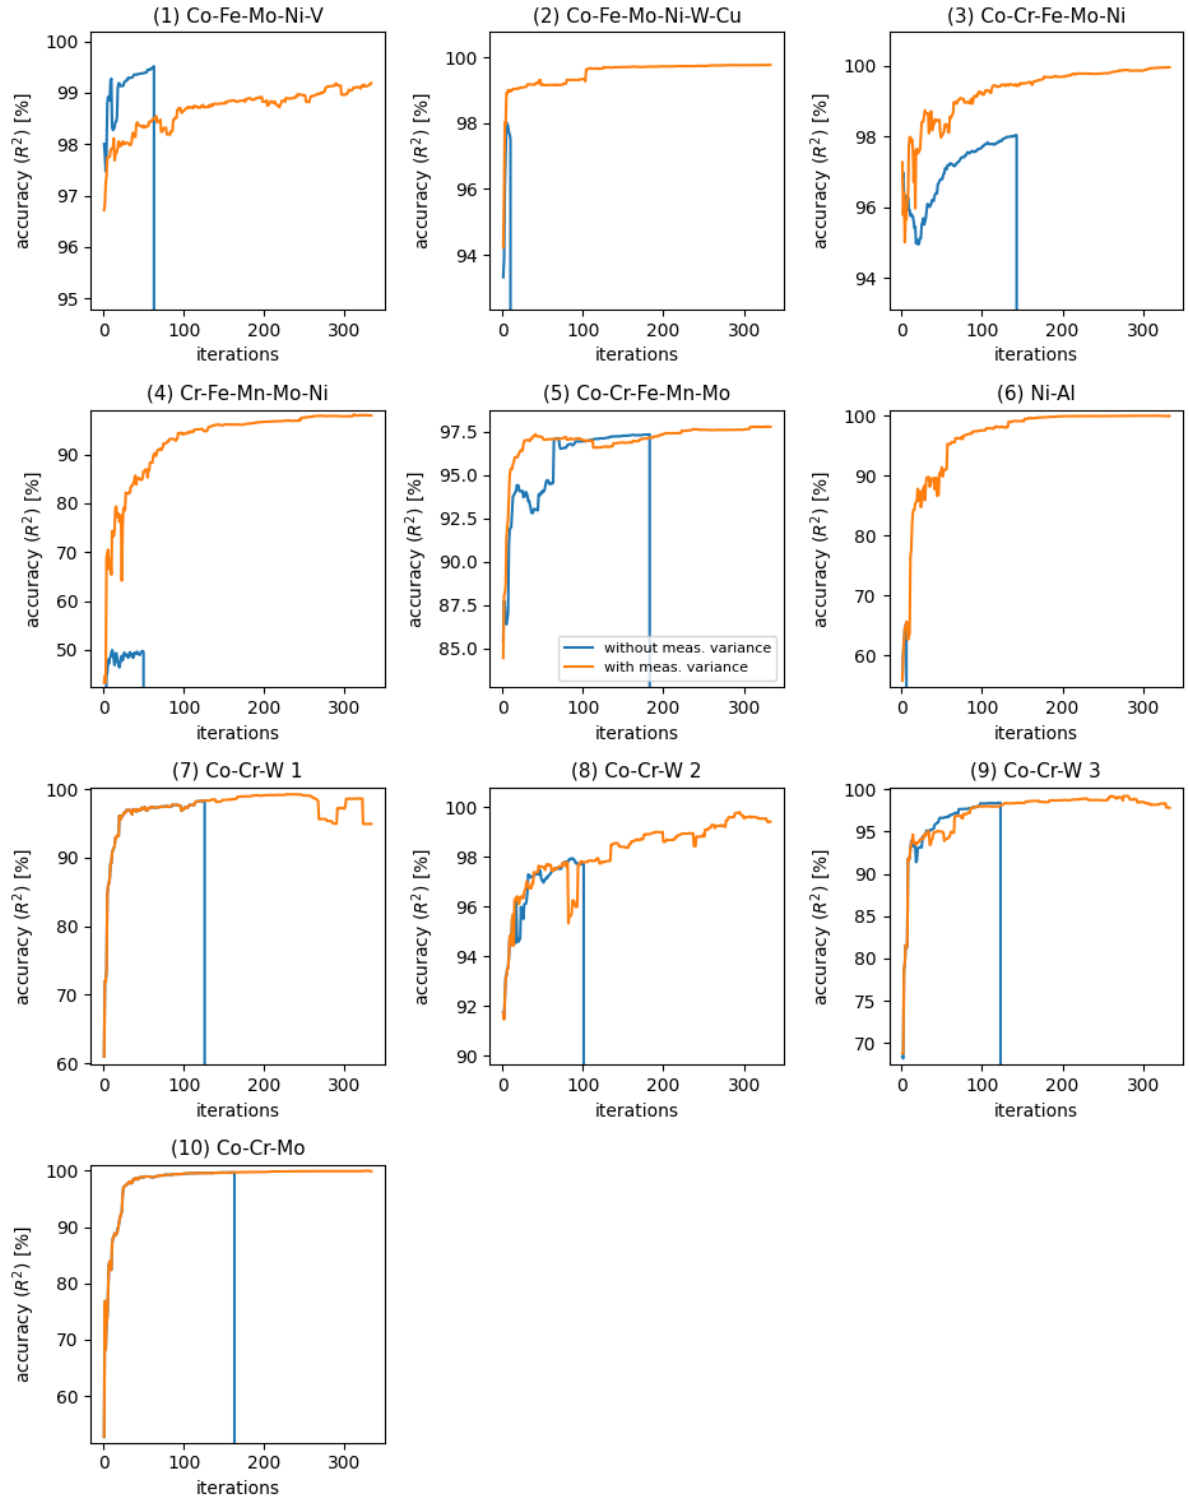 (1) Co-Fe-Mo-Ni-V
accuracy (R²) [%]
100
99
98
97
96
95
0 100 200 300
iterations
(2) Co-Fe-Mo-Ni-W-Cu
accuracy (R²) [%]
100
98
96
94
0 100 200 300
iterations
(3) Co-Cr-Fe-Mo-Ni
accuracy (R²) [%]
100
98
96
94
0 100 200 300
iterations
(4) Cr-Fe-Mn-Mo-Ni
accuracy (R²) [%]
90
80
70
60
50
0 100 200 300
iterations
(5) Co-Cr-Fe-Mn-Mo
accuracy (R²) [%]
97.5
95.0
92.5
90.0
87.5
85.0
without meas. variance
with meas. variance
0 100 200 300
iterations
(6) Ni-Al
accuracy (R²) [%]
100
90
80
70
60
0 100 200 300
iterations
(7) Co-Cr-W 1
accuracy (R²) [%]
100
90
80
70
60
0 100 200 300
iterations
(8) Co-Cr-W 2
accuracy (R²) [%]
100
98
96
94
92
90
0 100 200 300
iterations
(9) Co-Cr-W 3
accuracy (R²) [%]
100
95
90
85
80
75
70
0 100 200 300
iterations
(10) Co-Cr-Mo
accuracy (R²) [%]
100
90
80
70
60
0 100 200 300
iterations